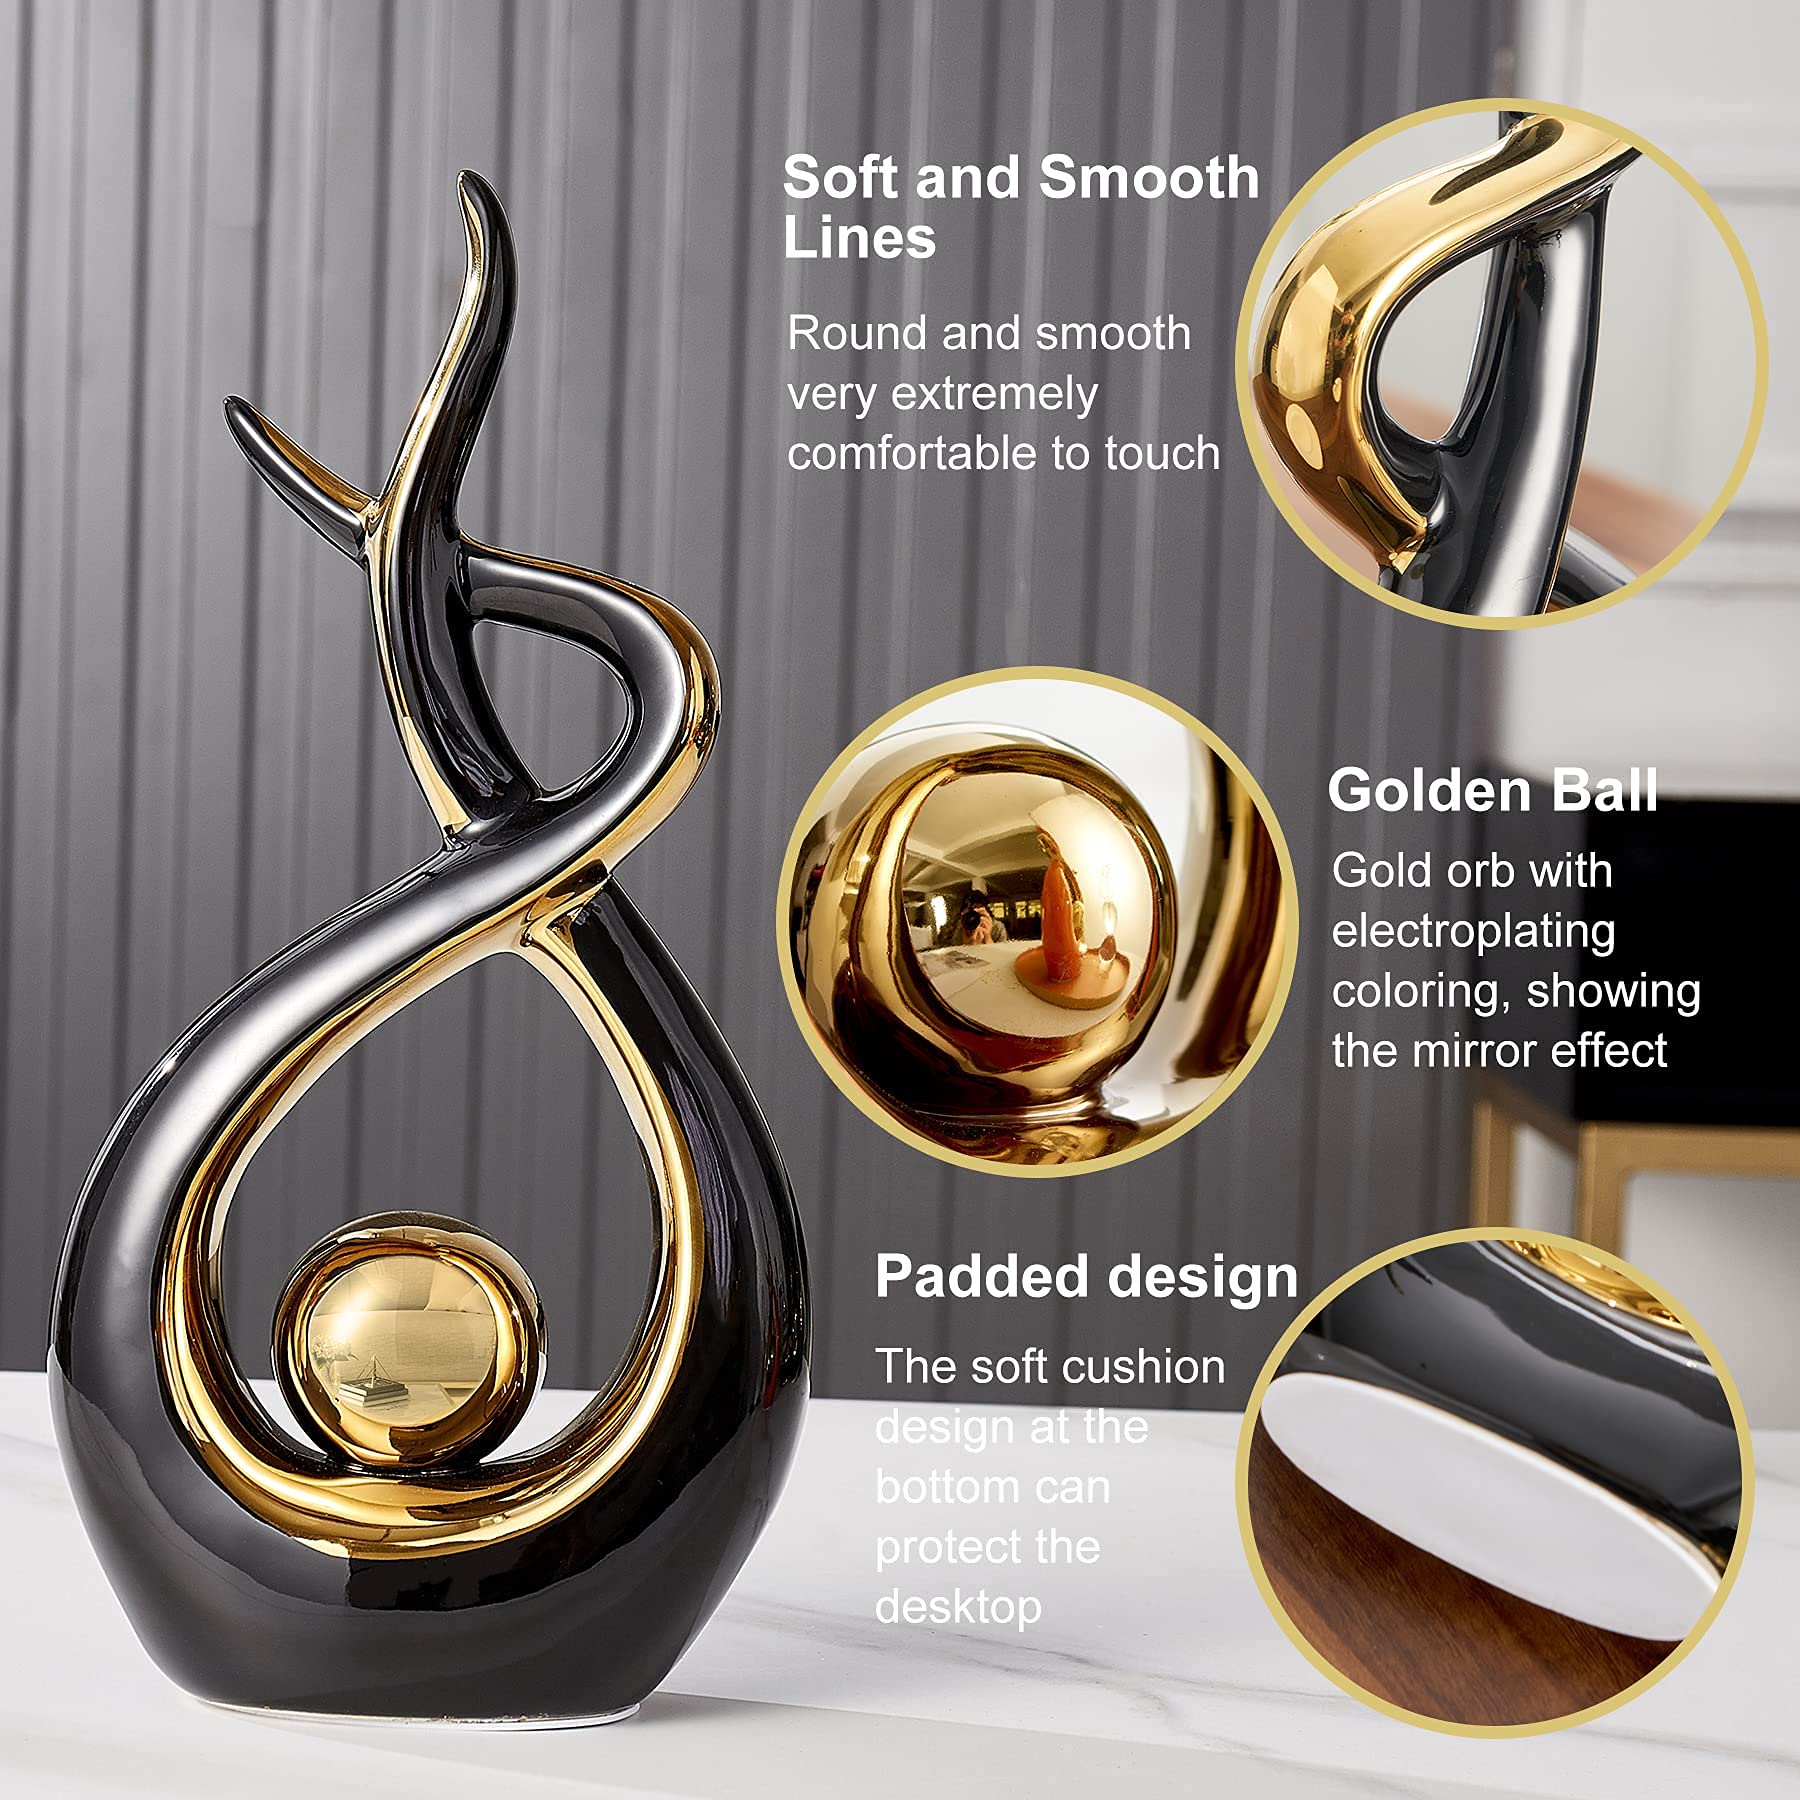 Soft and Smooth
Lines
Round and smooth
very extremely
comfortable to touch
Golden Ball
Gold orb with
electroplating
coloring, showing
the mirror effect
Padded design
The soft cushion
design at the
bottom can
protect the
desktop